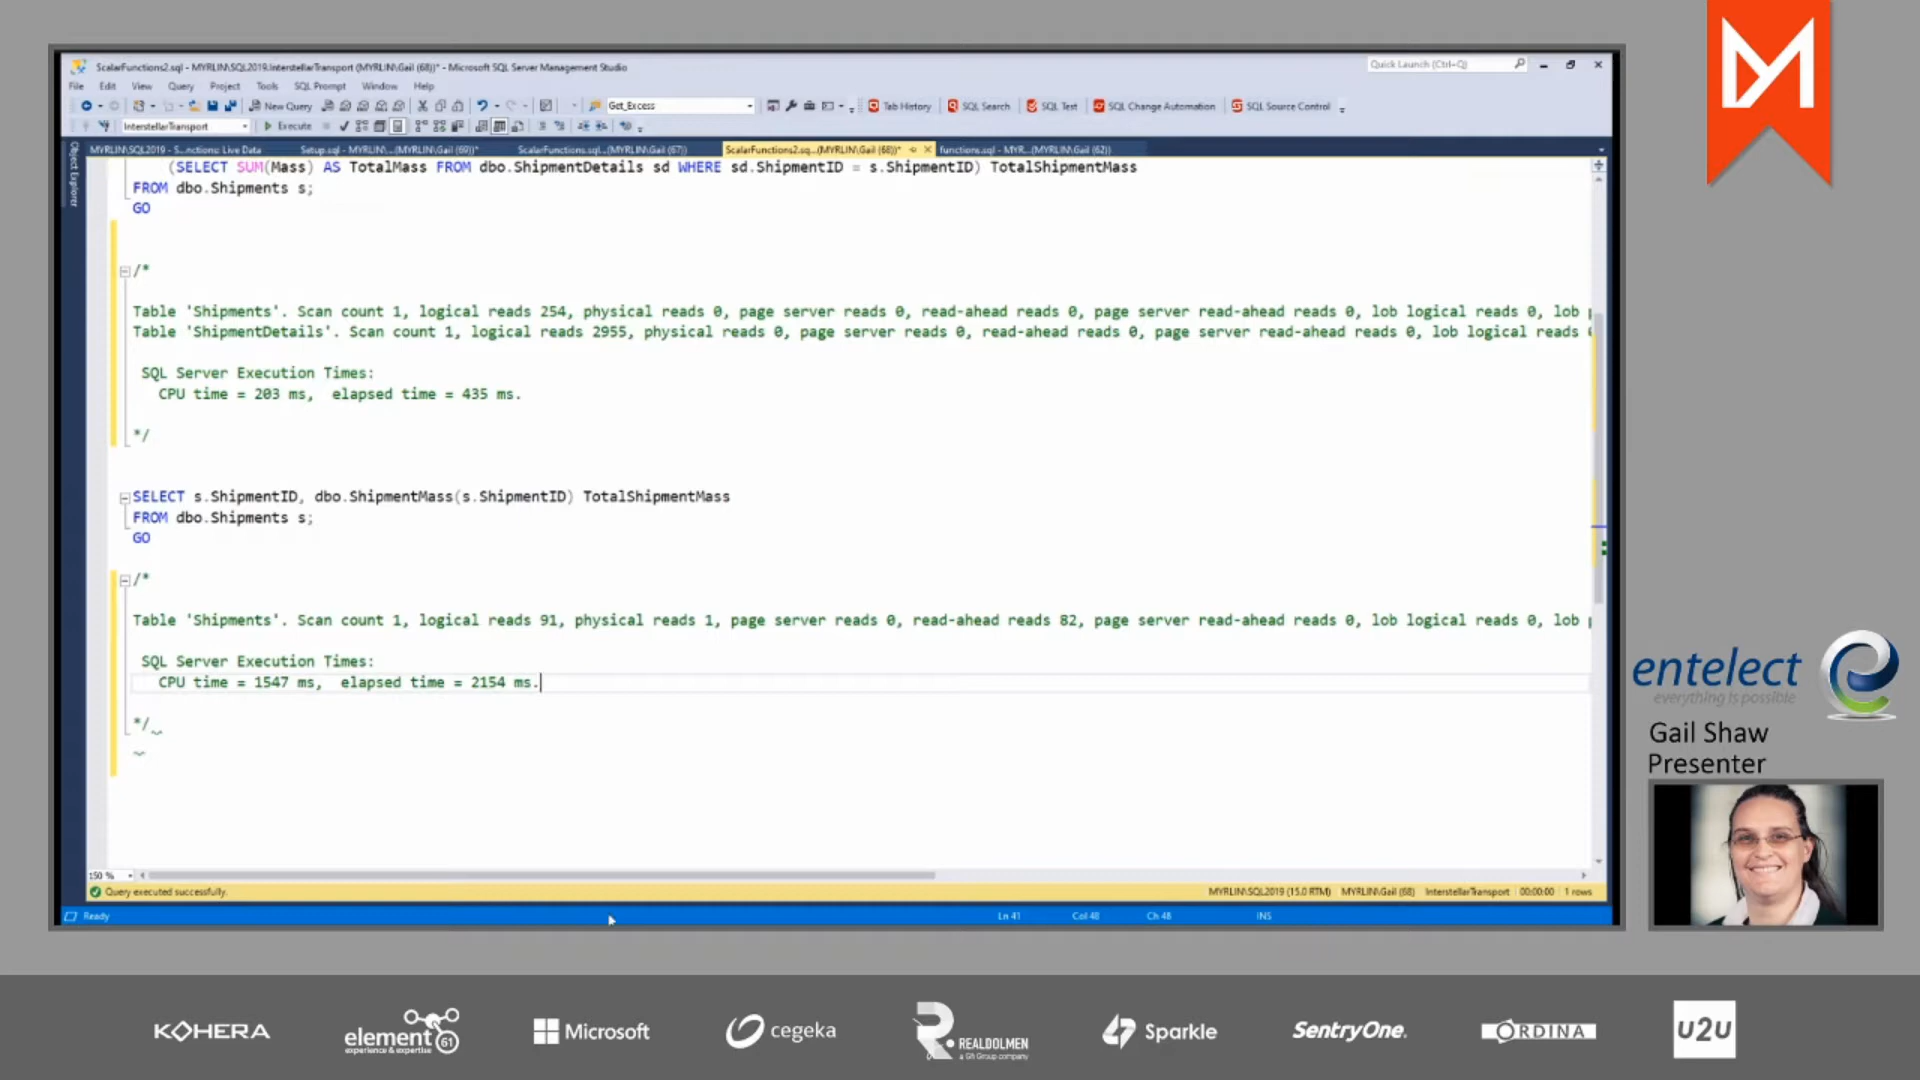 ScalarFunctions2.sql - MYRLIN\SQL2019.InterstellarTransport (MYRLIN\Gail (68))* - Microsoft SQL Server Management Studio
Quick Launch (Ctrl+Q)
File Edit View Query Project Tools SQL Prompt Window Help
New Query
Get_Excess
Tab History
SQL Search
SQL Test
SQL Change Automation
SQL Source Control
InterstellarTransport
Execute
Object Explorer
MYRLIN\SQL2019 - S...nctions: Live Data
Setup.sql - MYRLIN\...(MYRLIN\Gail (69))*
ScalarFunctions.sql...(MYRLIN\Gail (67))
ScalarFunctions2.sq...(MYRLIN\Gail (68))*
functions.sql - MYR...(MYRLIN\Gail (62))
(SELECT SUM(Mass) AS TotalMass FROM dbo.ShipmentDetails sd WHERE sd.ShipmentID = s.ShipmentID) TotalShipmentMass
FROM dbo.Shipments s;
GO
/*
Table 'Shipments'. Scan count 1, logical reads 254, physical reads 0, page server reads 0, read-ahead reads 0, page server read-ahead reads 0, lob logical reads 0, lob
Table 'ShipmentDetails'. Scan count 1, logical reads 2955, physical reads 0, page server reads 0, read-ahead reads 0, page server read-ahead reads 0, lob logical reads
SQL Server Execution Times:
CPU time = 203 ms, elapsed time = 435 ms.
*/
SELECT s.ShipmentID, dbo.ShipmentMass(s.ShipmentID) TotalShipmentMass
FROM dbo.Shipments s;
GO
/*
Table 'Shipments'. Scan count 1, logical reads 91, physical reads 1, page server reads 0, read-ahead reads 82, page server read-ahead reads 0, lob logical reads 0, lob
SQL Server Execution Times:
CPU time = 1547 ms, elapsed time = 2154 ms.
*/
150 %
Query executed successfully.
MYRLIN\SQL2019 (15.0 RTM) MYRLIN\Gail (68) InterstellarTransport 00:00:00 1 rows
Ready
Ln 41 Col 48 Ch 48 INS
entelect
everything is possible
Gail Shaw
Presenter
KOHERA
element 61
experience & expertise
Microsoft
cegeka
REALDOLMEN
a Gfi Group company
Sparkle
SentryOne.
ORDINA
U2U